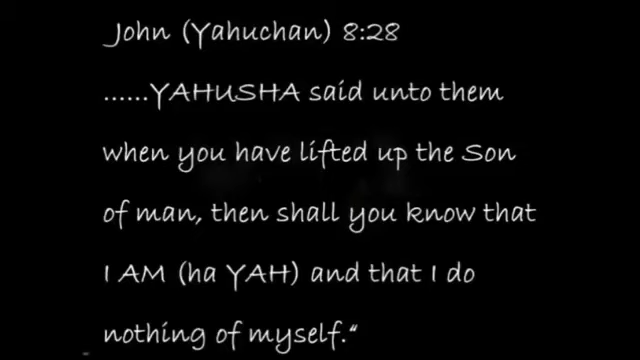 John (Yahuchan) 8:28
......YAHUSHA said unto them
when you have lifted up the Son
of man, then shall you know that
I AM (ha YAH) and that I do
nothing of myself.“